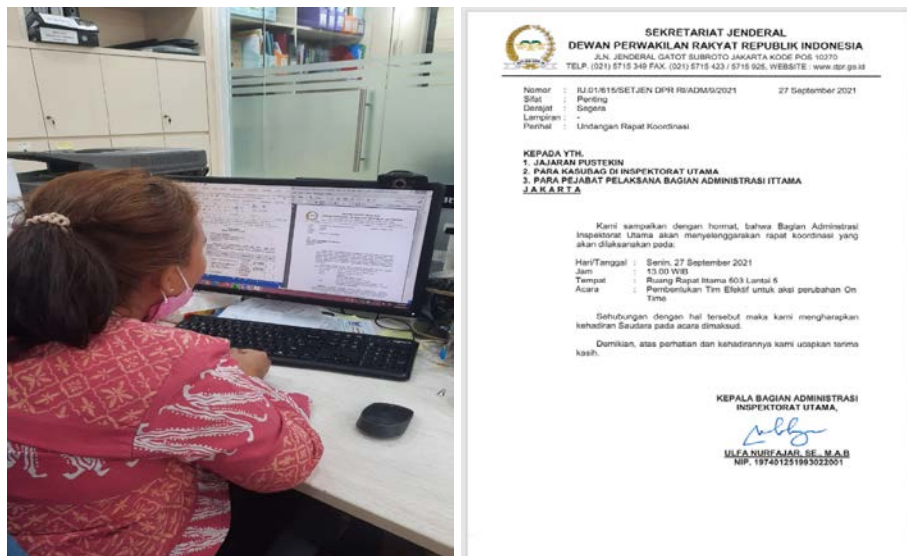 SEKRETARIAT JENDERAL
DEWAN PERWAKILAN RAKYAT REPUBLIK INDONESIA
JLN. JENDERAL GATOT SUBROTO JAKARTA KODE POS 10270
TELP. (021) 5715 349 FAX. (021) 5715 423 / 5715 925, WEBSITE : www.dpr.go.id
Nomor : IU.01/615/SETJEN DPR RI/ADM/9/2021 27 September 2021
Sifat : Penting
Derajat : Segera
Lampiran : -
Perihal : Undangan Rapat Koordinasi
KEPADA YTH.
1. JAJARAN PUSTEKIN
2. PARA KASUBAG DI INSPEKTORAT UTAMA
3. PARA PEJABAT PELAKSANA BAGIAN ADMINISTRASI ITTAMA
J A K A R T A
Kami sampaikan dengan hormat, bahwa Bagian Adminstrasi
Inspektorat Utama akan menyelenggarakan rapat koordinasi yang
akan dilaksanakan pada:
Hari/Tanggal : Senin, 27 September 2021
Jam : 13.00 WIB
Tempat : Ruang Rapat Ittama 503 Lantai 5
Acara : Pembentukan Tim Efektif untuk aksi perubahan On
Time
Sehubungan dengan hal tersebut maka kami mengharapkan
kehadiran Saudara pada acara dimaksud.
Demikian, atas perhatian dan kehadirannya kami ucapkan terima
kasih.
KEPALA BAGIAN ADMINISTRASI
INSPEKTORAT UTAMA,
ULFA NURFAJAR, SE., M.A.B
NIP. 197401251993022001